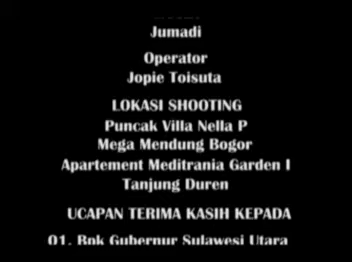 Jumadi
Operator
Jopie Toisuta
LOKASI SHOOTING
Puncak Villa Nella P
Mega Mendung Bogor
Apartement Meditrania Garden I
Tanjung Duren
UCAPAN TERIMA KASIH KEPADA
01. Bpk Gubernur Sulawesi Utara